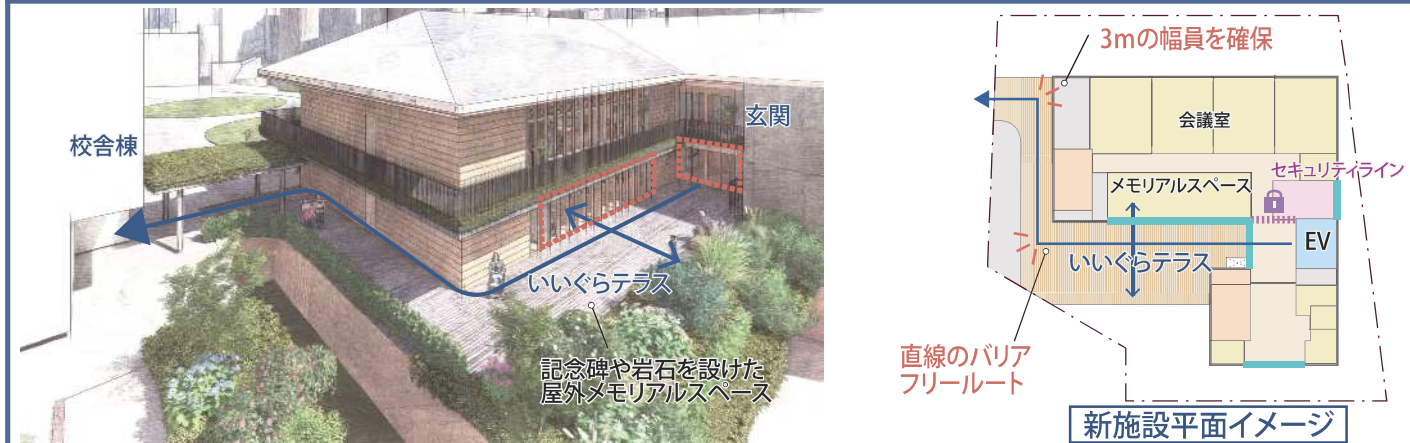 校舎棟
玄関
いいぐらテラス
記念碑や岩石を設けた
屋外メモリアルスペース
3mの幅員を確保
会議室
セキュリティライン
メモリアルスペース
EV
いいぐらテラス
直線のバリア
フリールート
新施設平面イメージ